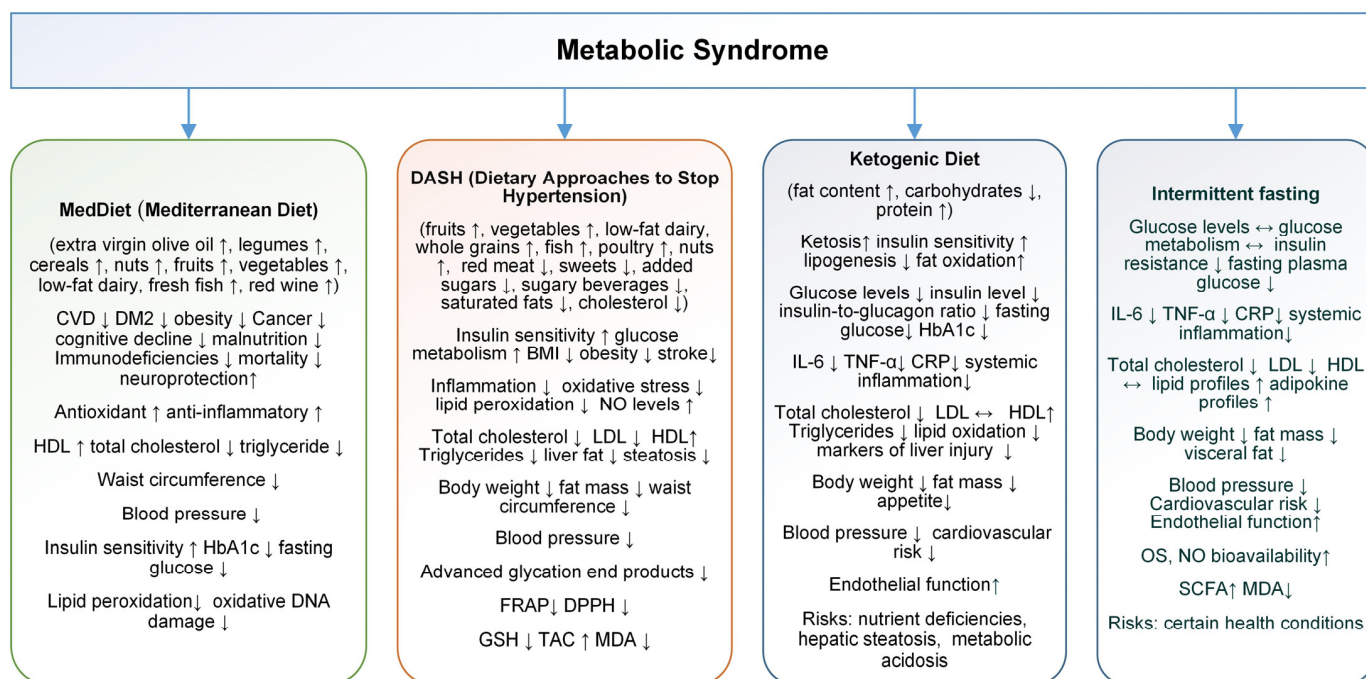 Metabolic Syndrome
MedDiet (Mediterranean Diet)
(extra virgin olive oil ↑, legumes ↑,
cereals ↑, nuts ↑, fruits ↑, vegetables ↑,
low-fat dairy, fresh fish ↑, red wine ↑)
CVD ↓ DM2 ↓ obesity ↓ Cancer ↓
cognitive decline ↓ malnutrition ↓
Immunodeficiencies ↓ mortality ↓
neuroprotection↑
Antioxidant ↑ anti-inflammatory ↑
HDL ↑ total cholesterol ↓ triglyceride ↓
Waist circumference ↓
Blood pressure ↓
Insulin sensitivity ↑ HbA1c ↓ fasting
glucose ↓
Lipid peroxidation↓ oxidative DNA
damage ↓
DASH (Dietary Approaches to Stop
Hypertension)
(fruits ↑, vegetables ↑, low-fat dairy,
whole grains ↑, fish ↑, poultry ↑, nuts
↑, red meat ↓, sweets ↓, added
sugars ↓, sugary beverages ↓,
saturated fats ↓, cholesterol ↓)
Insulin sensitivity ↑ glucose
metabolism ↑ BMI ↓ obesity ↓ stroke↓
Inflammation ↓ oxidative stress ↓
lipid peroxidation ↓ NO levels ↑
Total cholesterol ↓ LDL ↓ HDL↑
Triglycerides ↓ liver fat ↓ steatosis ↓
Body weight ↓ fat mass ↓ waist
circumference ↓
Blood pressure ↓
Advanced glycation end products ↓
FRAP↓ DPPH ↓
GSH ↓ TAC ↑ MDA ↓
Ketogenic Diet
(fat content ↑, carbohydrates ↓,
protein ↑)
Ketosis↑ insulin sensitivity ↑
lipogenesis ↓ fat oxidation↑
Glucose levels ↓ insulin level ↓
insulin-to-glucagon ratio ↓ fasting
glucose↓ HbA1c ↓
IL-6 ↓ TNF-α↓ CRP↓ systemic
inflammation↓
Total cholesterol ↓ LDL ↔ HDL↑
Triglycerides ↓ lipid oxidation ↓
markers of liver injury ↓
Body weight ↓ fat mass ↓
appetite↓
Blood pressure ↓ cardiovascular
risk ↓
Endothelial function↑
Risks: nutrient deficiencies,
hepatic steatosis, metabolic
acidosis
Intermittent fasting
Glucose levels ↔ glucose
metabolism ↔ insulin
resistance ↓ fasting plasma
glucose ↓
IL-6 ↓ TNF-α ↓ CRP↓ systemic
inflammation↓
Total cholesterol ↓ LDL ↓ HDL
↔ lipid profiles ↑ adipokine
profiles ↑
Body weight ↓ fat mass ↓
visceral fat ↓
Blood pressure ↓
Cardiovascular risk ↓
Endothelial function↑
OS, NO bioavailability↑
SCFA↑ MDA↓
Risks: certain health conditions